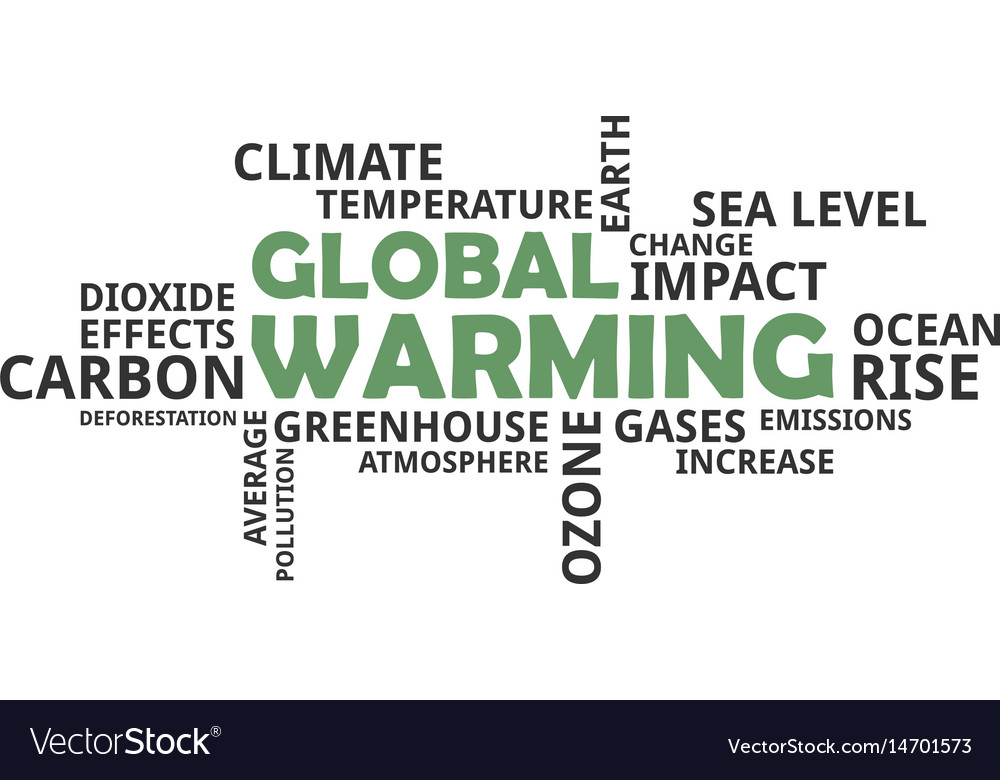 CLIMATE
EARTH
TEMPERATURE
SEA LEVEL
CHANGE
GLOBAL
IMPACT
DIOXIDE
EFFECTS
WARMING
OCEAN
CARBON
RISE
DEFORESTATION
AVERAGE
GREENHOUSE
OZONE
GASES
EMISSIONS
POLLUTION
ATMOSPHERE
INCREASE
VectorStock®
VectorStock.com/14701573